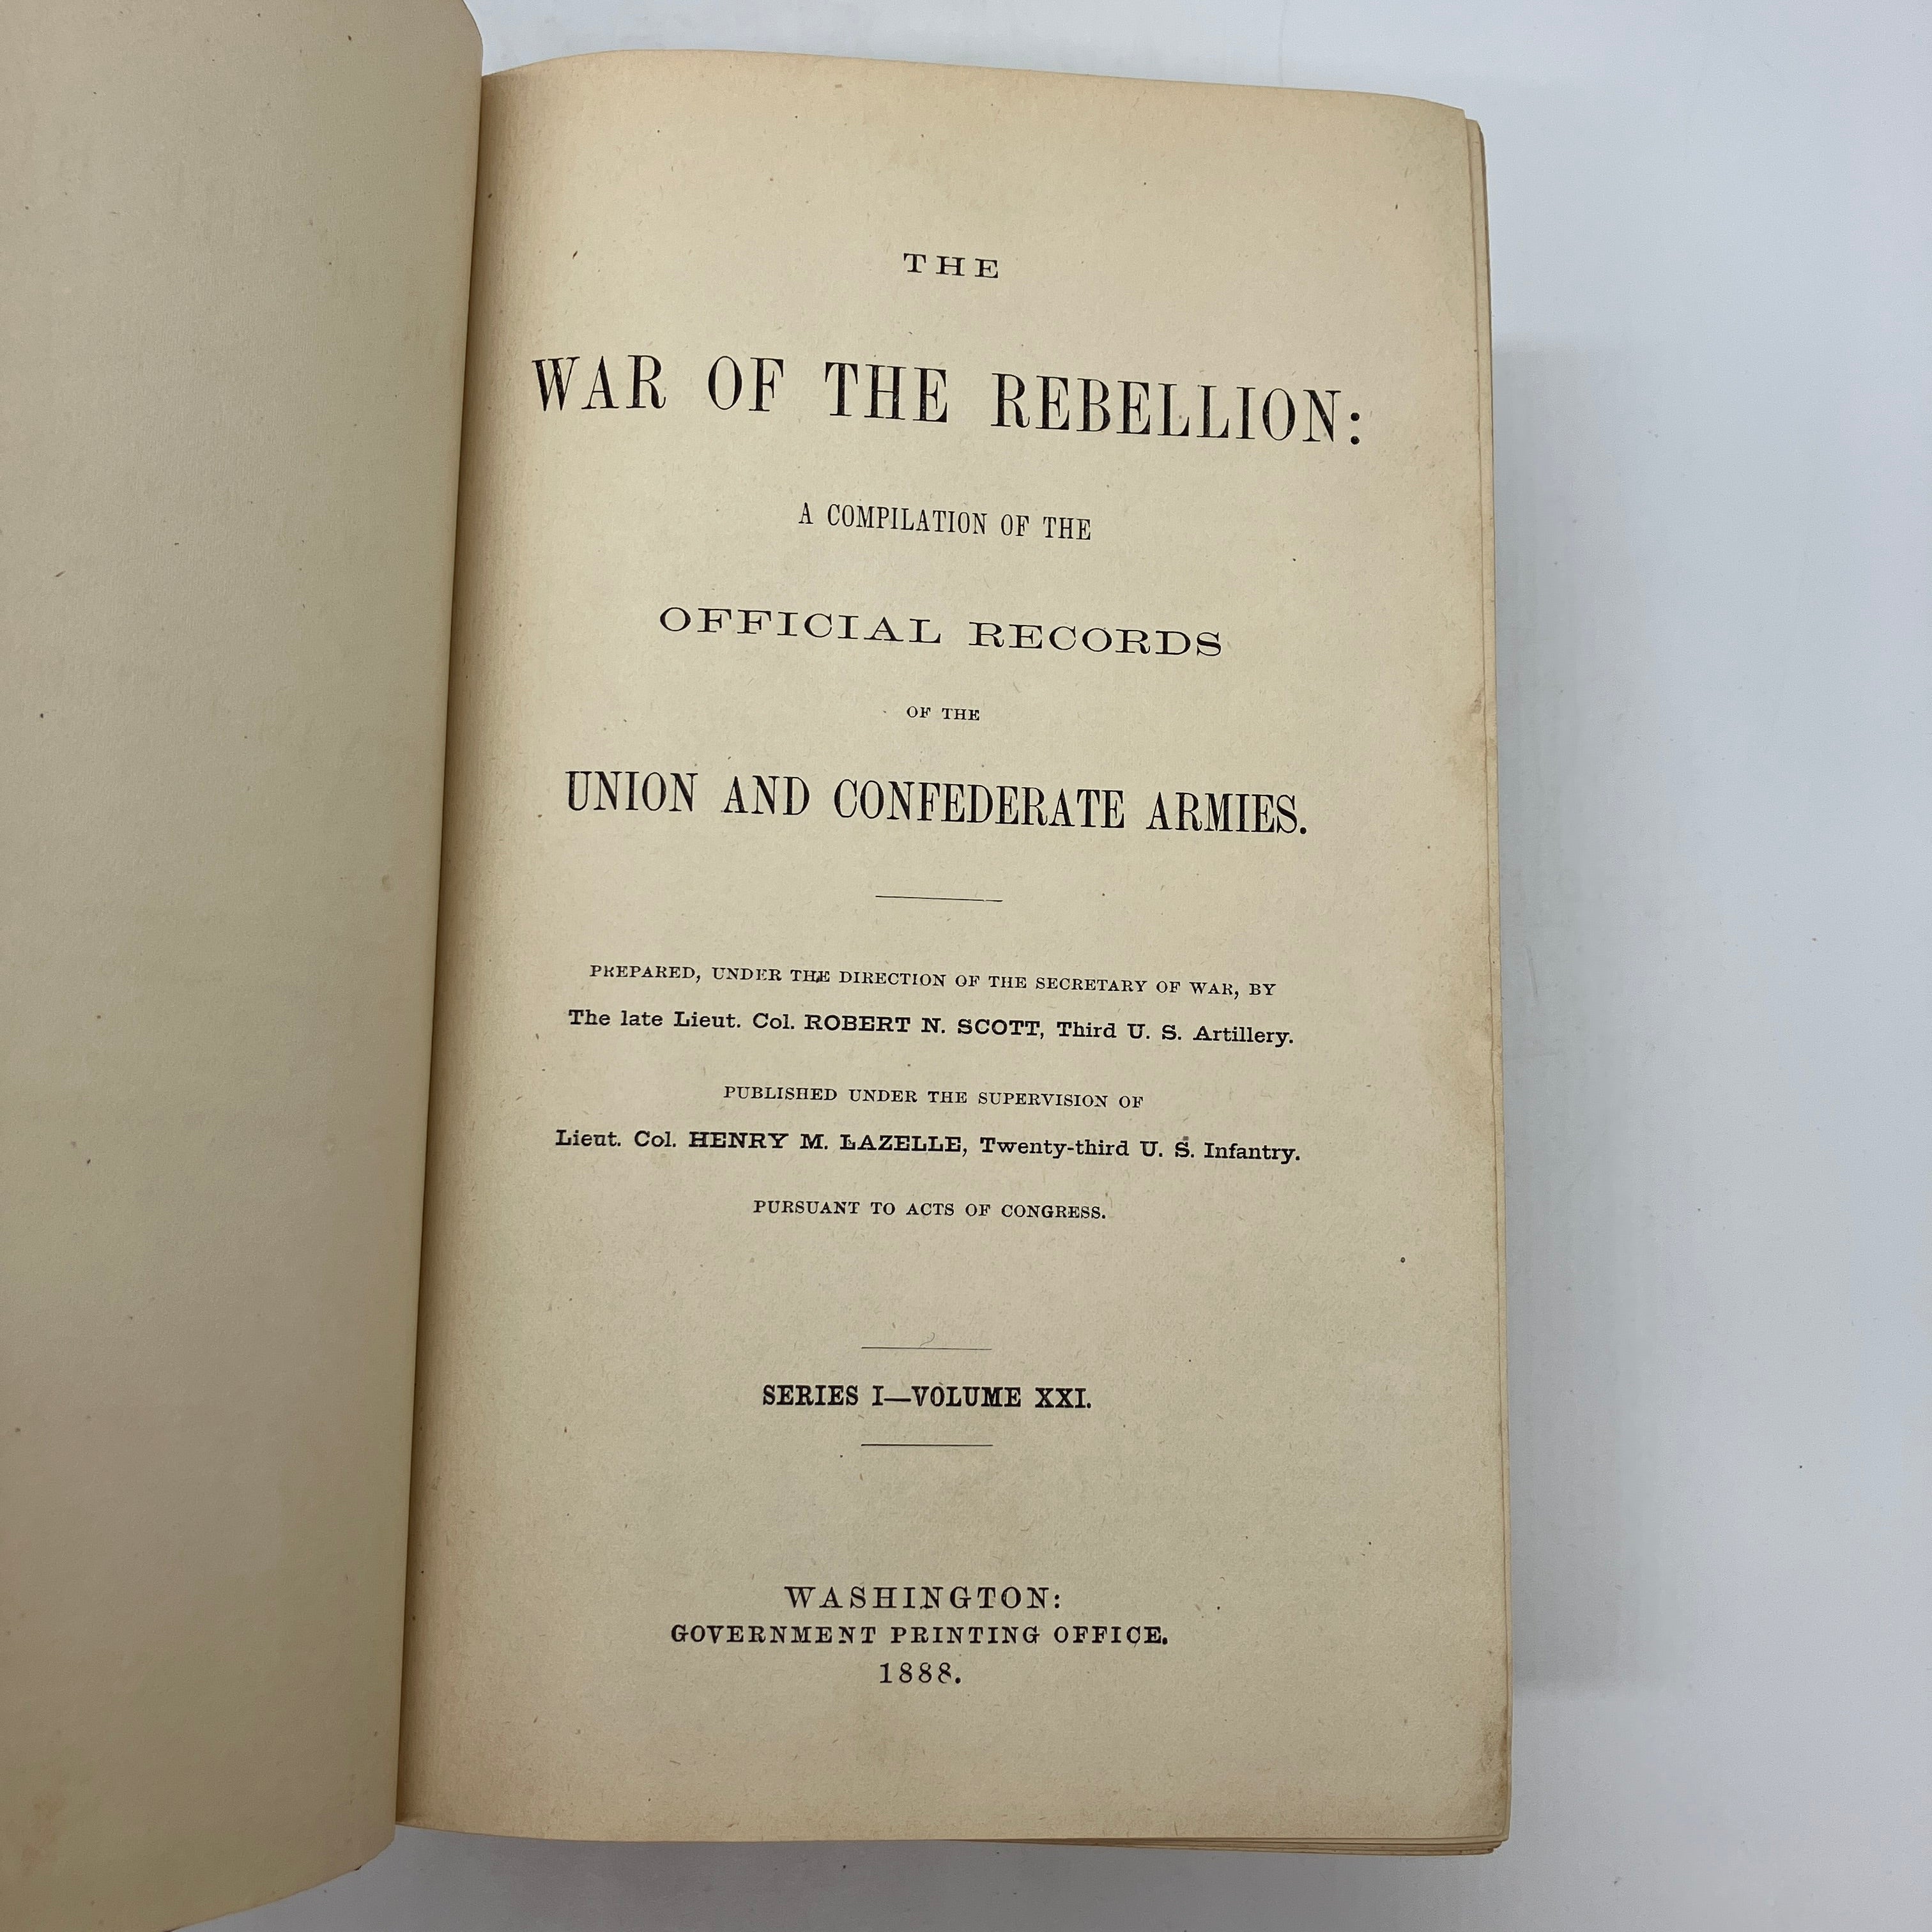 THE
WAR OF THE REBELLION:
A COMPILATION OF THE
OFFICIAL RECORDS
OF THE
UNION AND CONFEDERATE ARMIES.
PREPARED, UNDER THE DIRECTION OF THE SECRETARY OF WAR, BY
The late Lieut. Col. ROBERT N. SCOTT, Third U. S. Artillery.
PUBLISHED UNDER THE SUPERVISION OF
Lieut. Col. HENRY M. LAZELLE, Twenty-third U. S. Infantry.
PURSUANT TO ACTS OF CONGRESS.
SERIES I—VOLUME XXI.
WASHINGTON:
GOVERNMENT PRINTING OFFICE.
1888.